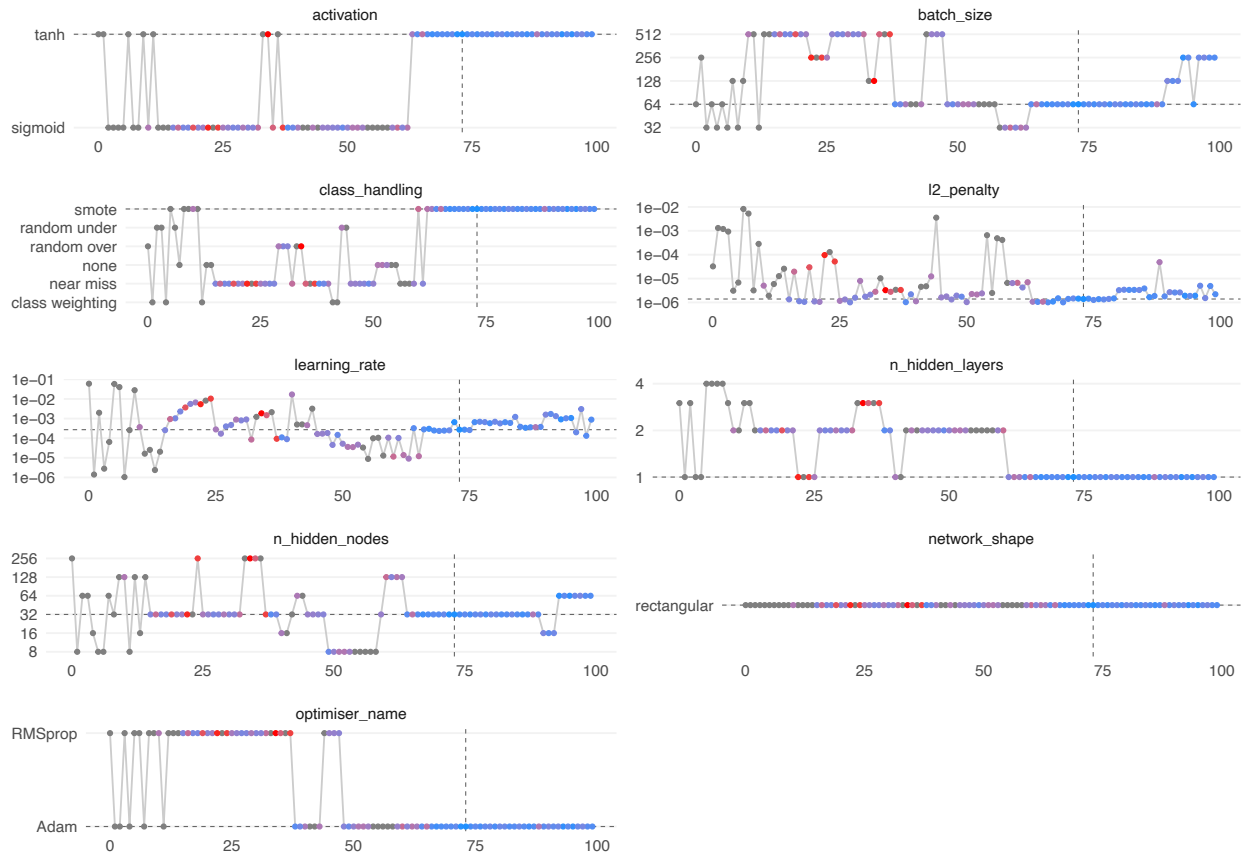 activation
tanh
sigmoid
0 25 50 75 100
batch_size
512
256
128
64
32
0 25 50 75 100
class_handling
smote
random under
random over
none
near miss
class weighting
0 25 50 75 100
l2_penalty
1e-02
1e-03
1e-04
1e-05
1e-06
0 25 50 75 100
learning_rate
1e-01
1e-02
1e-03
1e-04
1e-05
1e-06
0 25 50 75 100
n_hidden_layers
4
2
1
0 25 50 75 100
n_hidden_nodes
256
128
64
32
16
8
0 25 50 75 100
network_shape
rectangular
0 25 50 75 100
optimiser_name
RMSprop
Adam
0 25 50 75 100